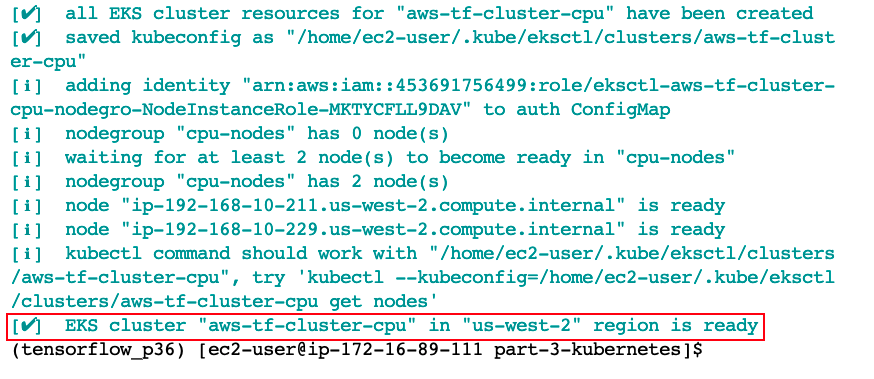 [✔]  all EKS cluster resources for "aws-tf-cluster-cpu" have been created
[✔]  saved kubeconfig as "/home/ec2-user/.kube/eksctl/clusters/aws-tf-clust
er-cpu"
[ℹ]  adding identity "arn:aws:iam::453691756499:role/eksctl-aws-tf-cluster-
cpu-nodegro-NodeInstanceRole-MKTYCFLL9DAV" to auth ConfigMap
[ℹ]  nodegroup "cpu-nodes" has 0 node(s)
[ℹ]  waiting for at least 2 node(s) to become ready in "cpu-nodes"
[ℹ]  nodegroup "cpu-nodes" has 2 node(s)
[ℹ]  node "ip-192-168-10-211.us-west-2.compute.internal" is ready
[ℹ]  node "ip-192-168-10-229.us-west-2.compute.internal" is ready
[ℹ]  kubectl command should work with "/home/ec2-user/.kube/eksctl/clusters
/aws-tf-cluster-cpu", try 'kubectl --kubeconfig=/home/ec2-user/.kube/eksctl
/clusters/aws-tf-cluster-cpu get nodes'
[✔]  EKS cluster "aws-tf-cluster-cpu" in "us-west-2" region is ready
(tensorflow_p36) [ec2-user@ip-172-16-89-111 part-3-kubernetes]$